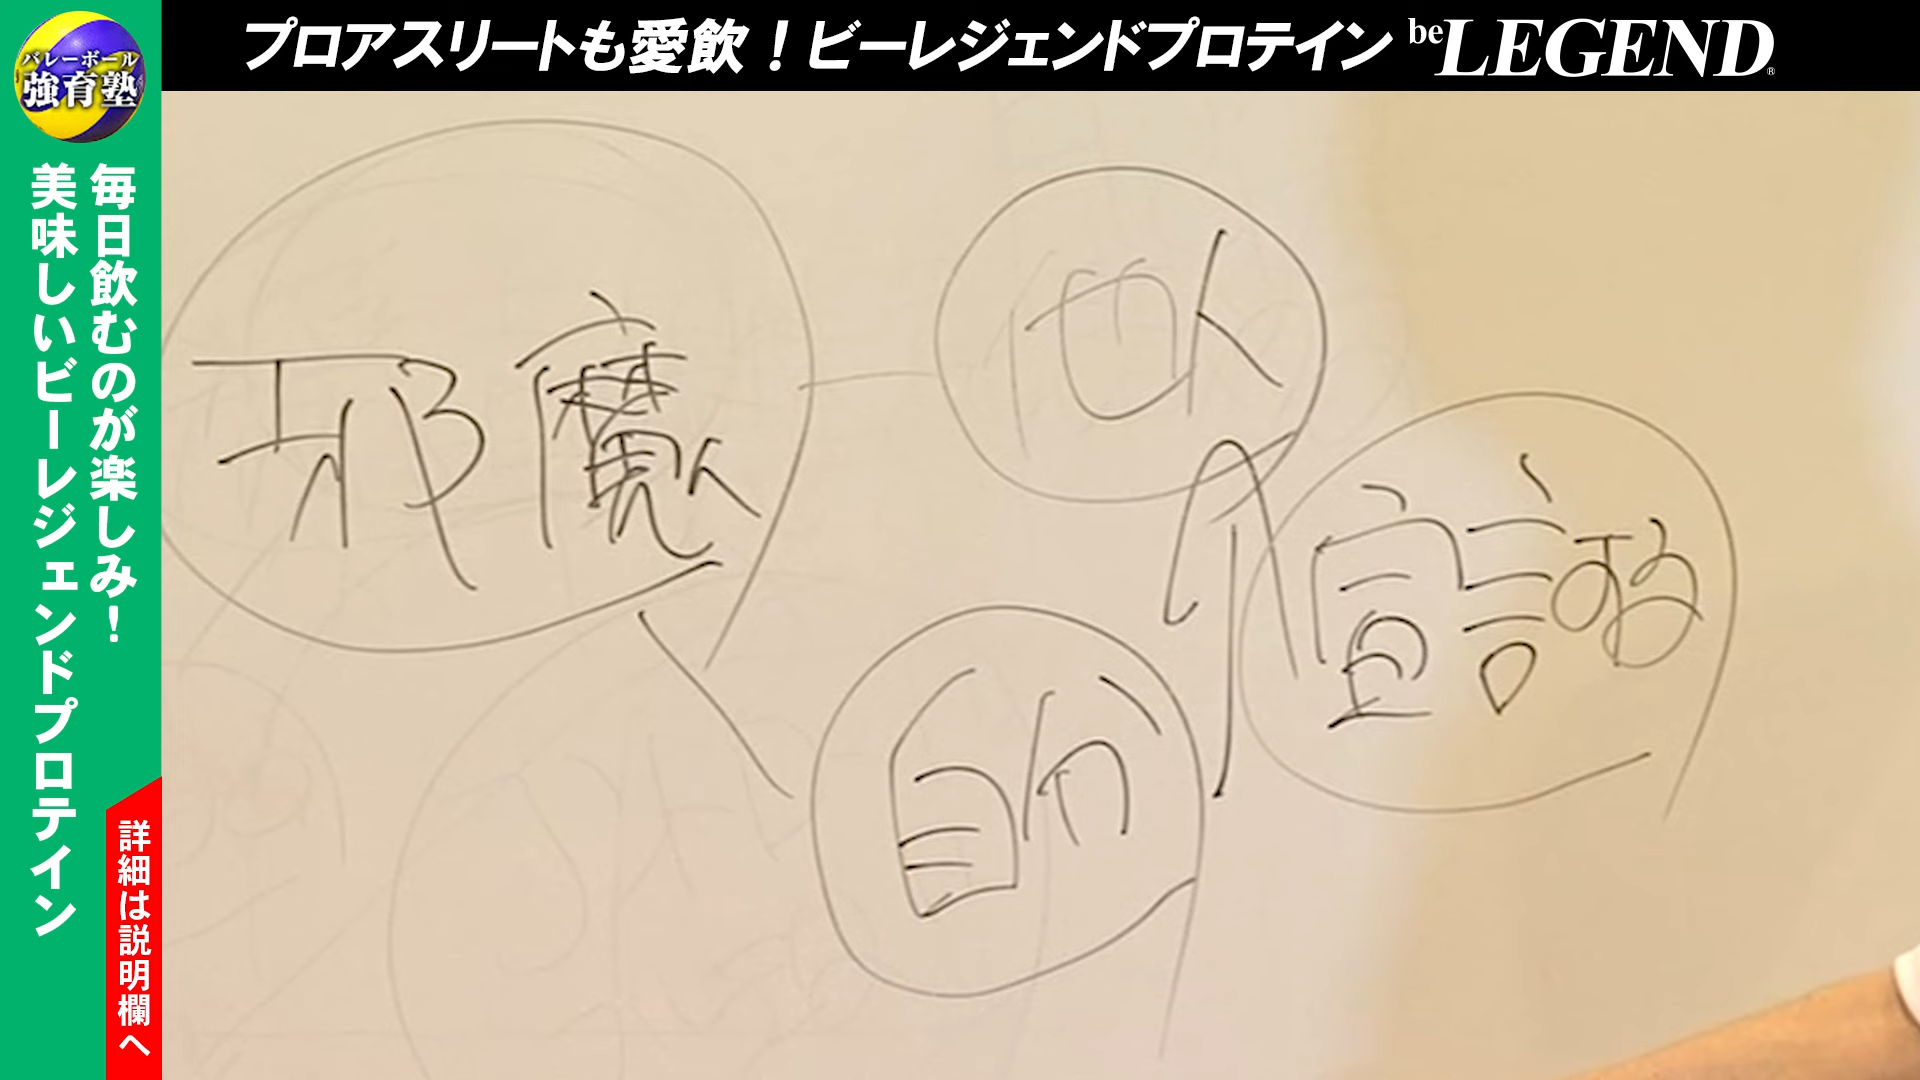 プロアスリートも愛飲！ビーレジェンドプロテイン be LEGEND®
バレーボール
強育塾
毎日飲むのが楽しみ！
美味しいビーレジェンドプロテイン
詳細は説明欄へ
邪魔
他人
宣言する
自分